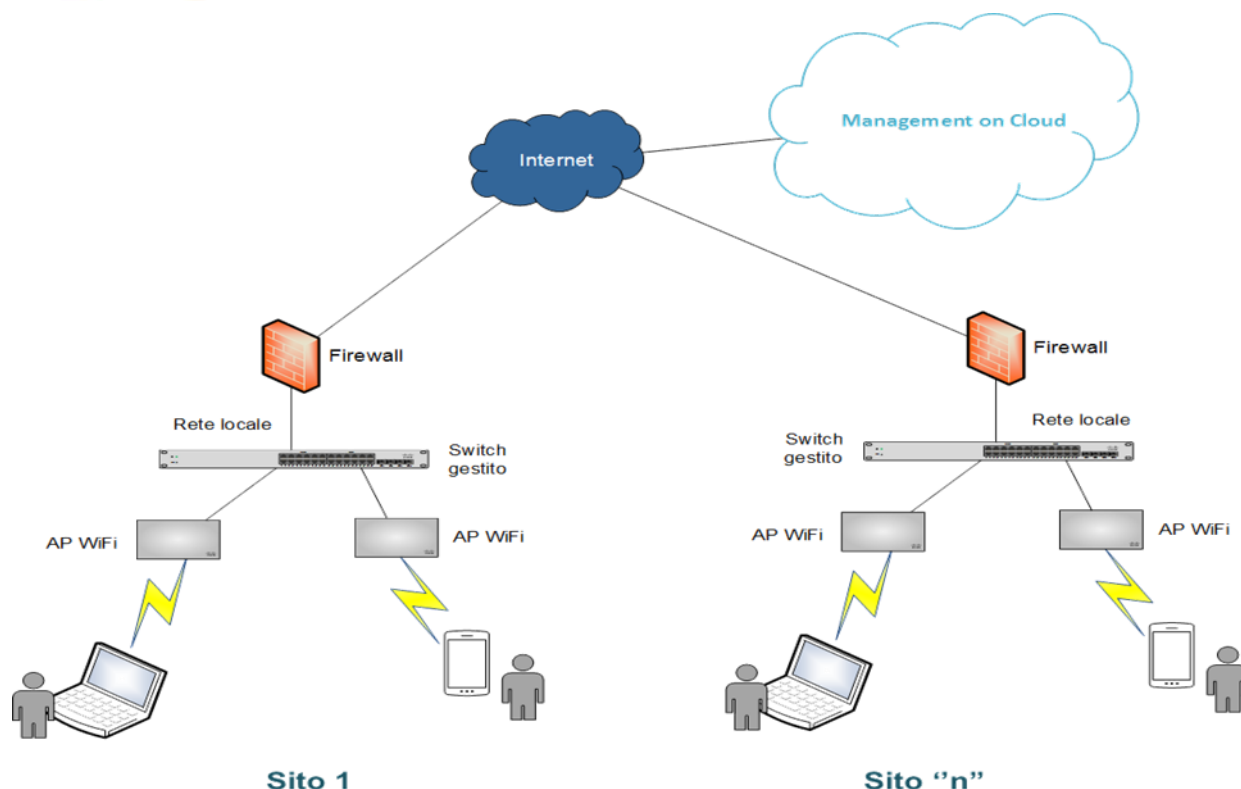 Management on Cloud
Internet
Firewall
Firewall
Rete locale
Rete locale
Switch
gestito
Switch
gestito
AP WiFi
AP WiFi
AP WiFi
AP WiFi
Sito 1
Sito ‘’n”